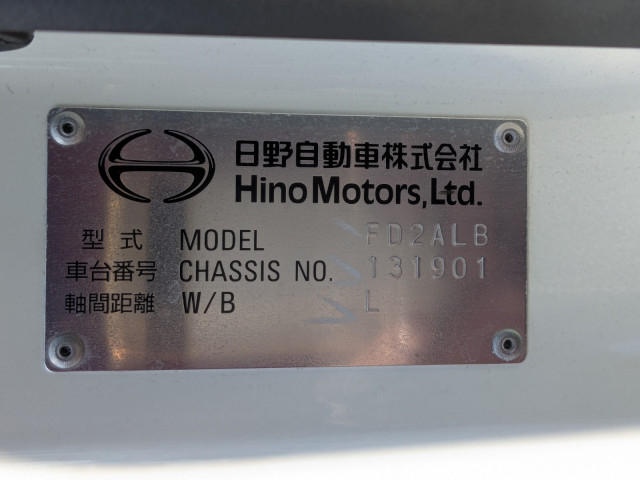 日野自動車株式会社
Hino Motors, Ltd.
型式 MODEL FD2ALB
車台番号 CHASSIS NO. 131901
軸間距離 W/B L